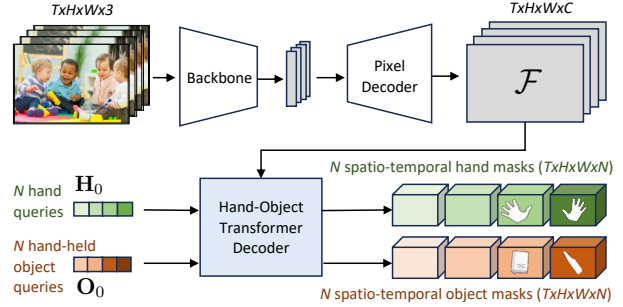 TxHxWx3
TxHxWxC
Backbone
Pixel
Decoder
F
N spatio-temporal hand masks (TxHxWxN)
N hand
queries
H₀
Hand-Object
Transformer
Decoder
N hand-held
object
queries
O₀
N spatio-temporal object masks (TxHxWxN)